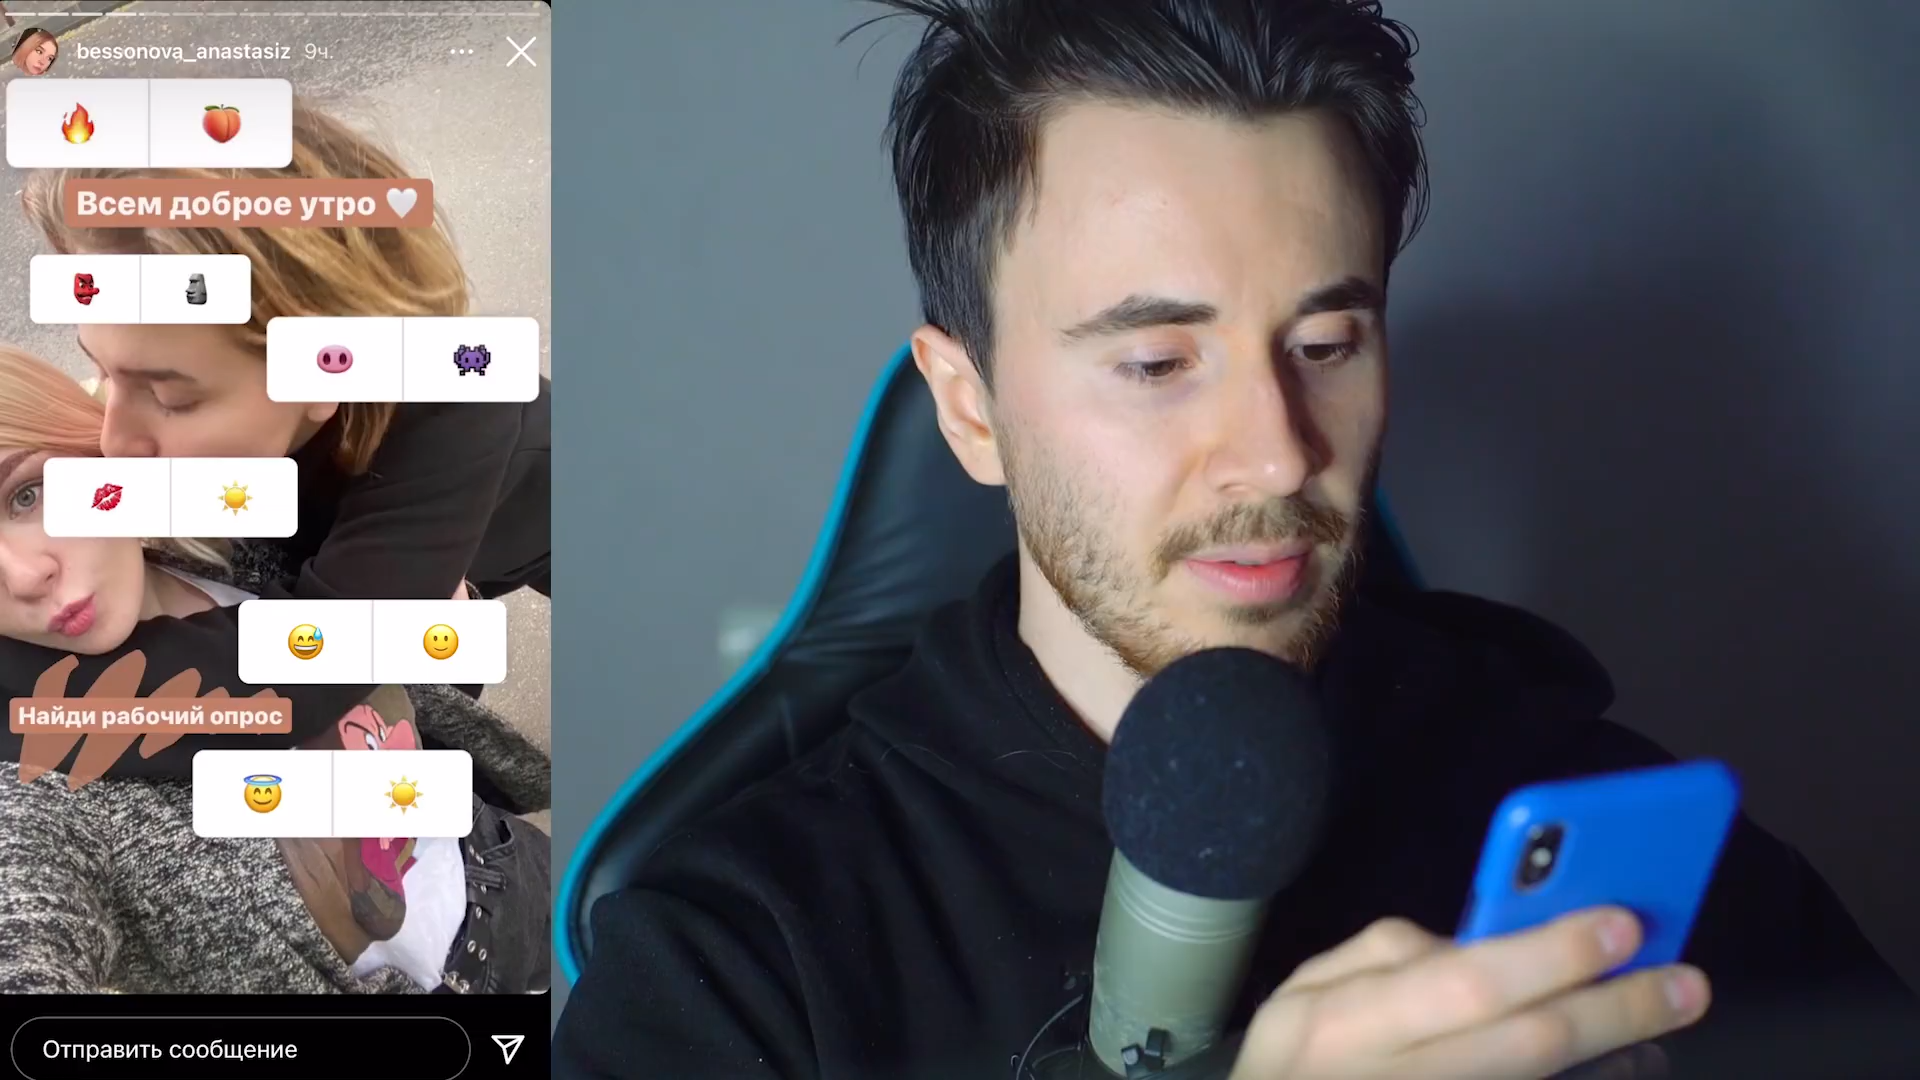 bessonova_anastasiz 9ч.
Всем доброе утро 🤍
Найди рабочий опрос
Отправить сообщение